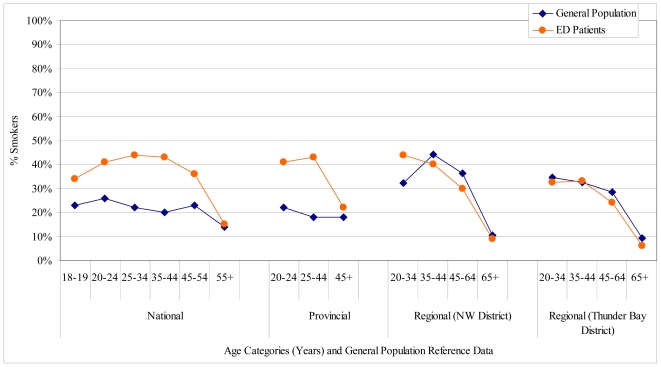 General Population
ED Patients
100%
90%
80%
70%
60%
50%
40%
30%
20%
10%
0%
% Smokers
18-19 20-24 25-34 35-44 45-54 55+ 20-24 25-44 45+ 20-34 35-44 45-64 65+ 20-34 35-44 45-64 65+
National Provincial Regional (NW District) Regional (Thunder Bay
District)
Age Categories (Years) and General Population Reference Data